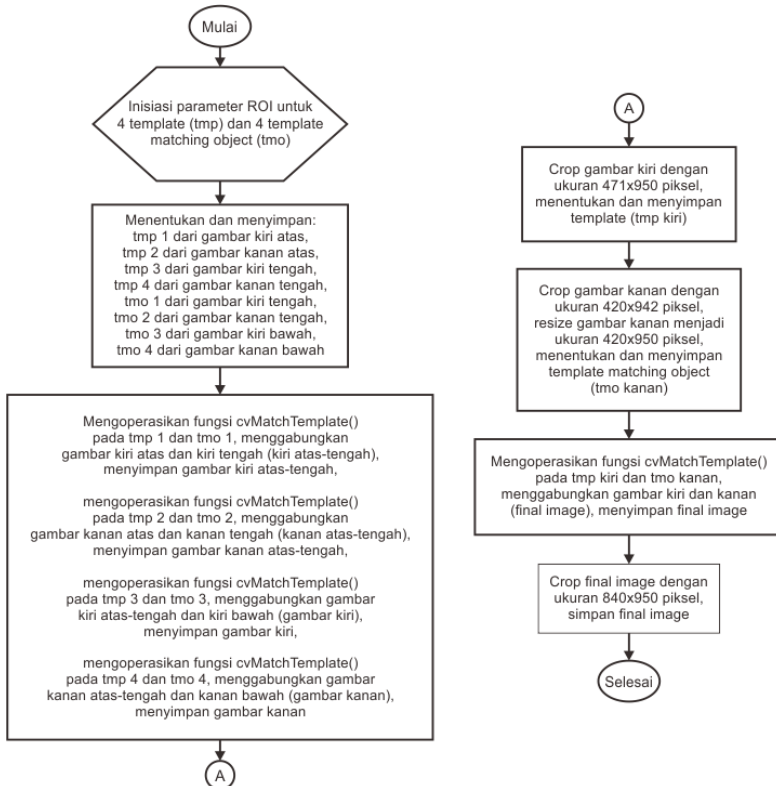 Mulai
Inisiasi parameter ROI untuk
4 template (tmp) dan 4 template
matching object (tmo)
Menentukan dan menyimpan:
tmp 1 dari gambar kiri atas,
tmp 2 dari gambar kanan atas,
tmp 3 dari gambar kiri tengah,
tmp 4 dari gambar kanan tengah,
tmo 1 dari gambar kiri tengah,
tmo 2 dari gambar kanan tengah,
tmo 3 dari gambar kiri bawah,
tmo 4 dari gambar kanan bawah
Mengoperasikan fungsi cvMatchTemplate()
pada tmp 1 dan tmo 1, menggabungkan
gambar kiri atas dan kiri tengah (kiri atas-tengah),
menyimpan gambar kiri atas-tengah,
mengoperasikan fungsi cvMatchTemplate()
pada tmp 2 dan tmo 2, menggabungkan
gambar kanan atas dan kanan tengah (kanan atas-tengah),
menyimpan gambar kanan atas-tengah,
mengoperasikan fungsi cvMatchTemplate()
pada tmp 3 dan tmo 3, menggabungkan gambar
kiri atas-tengah dan kiri bawah (gambar kiri),
menyimpan gambar kiri,
mengoperasikan fungsi cvMatchTemplate()
pada tmp 4 dan tmo 4, menggabungkan gambar
kanan atas-tengah dan kanan bawah (gambar kanan),
menyimpan gambar kanan
A
A
Crop gambar kiri dengan
ukuran 471x950 piksel,
menentukan dan menyimpan
template (tmp kiri)
Crop gambar kanan dengan
ukuran 420x942 piksel,
resize gambar kanan menjadi
ukuran 420x950 piksel,
menentukan dan menyimpan
template matching object
(tmo kanan)
Mengoperasikan fungsi cvMatchTemplate()
pada tmp kiri dan tmo kanan,
menggabungkan gambar kiri dan kanan
(final image), menyimpan final image
Crop final image dengan
ukuran 840x950 piksel,
simpan final image
Selesai